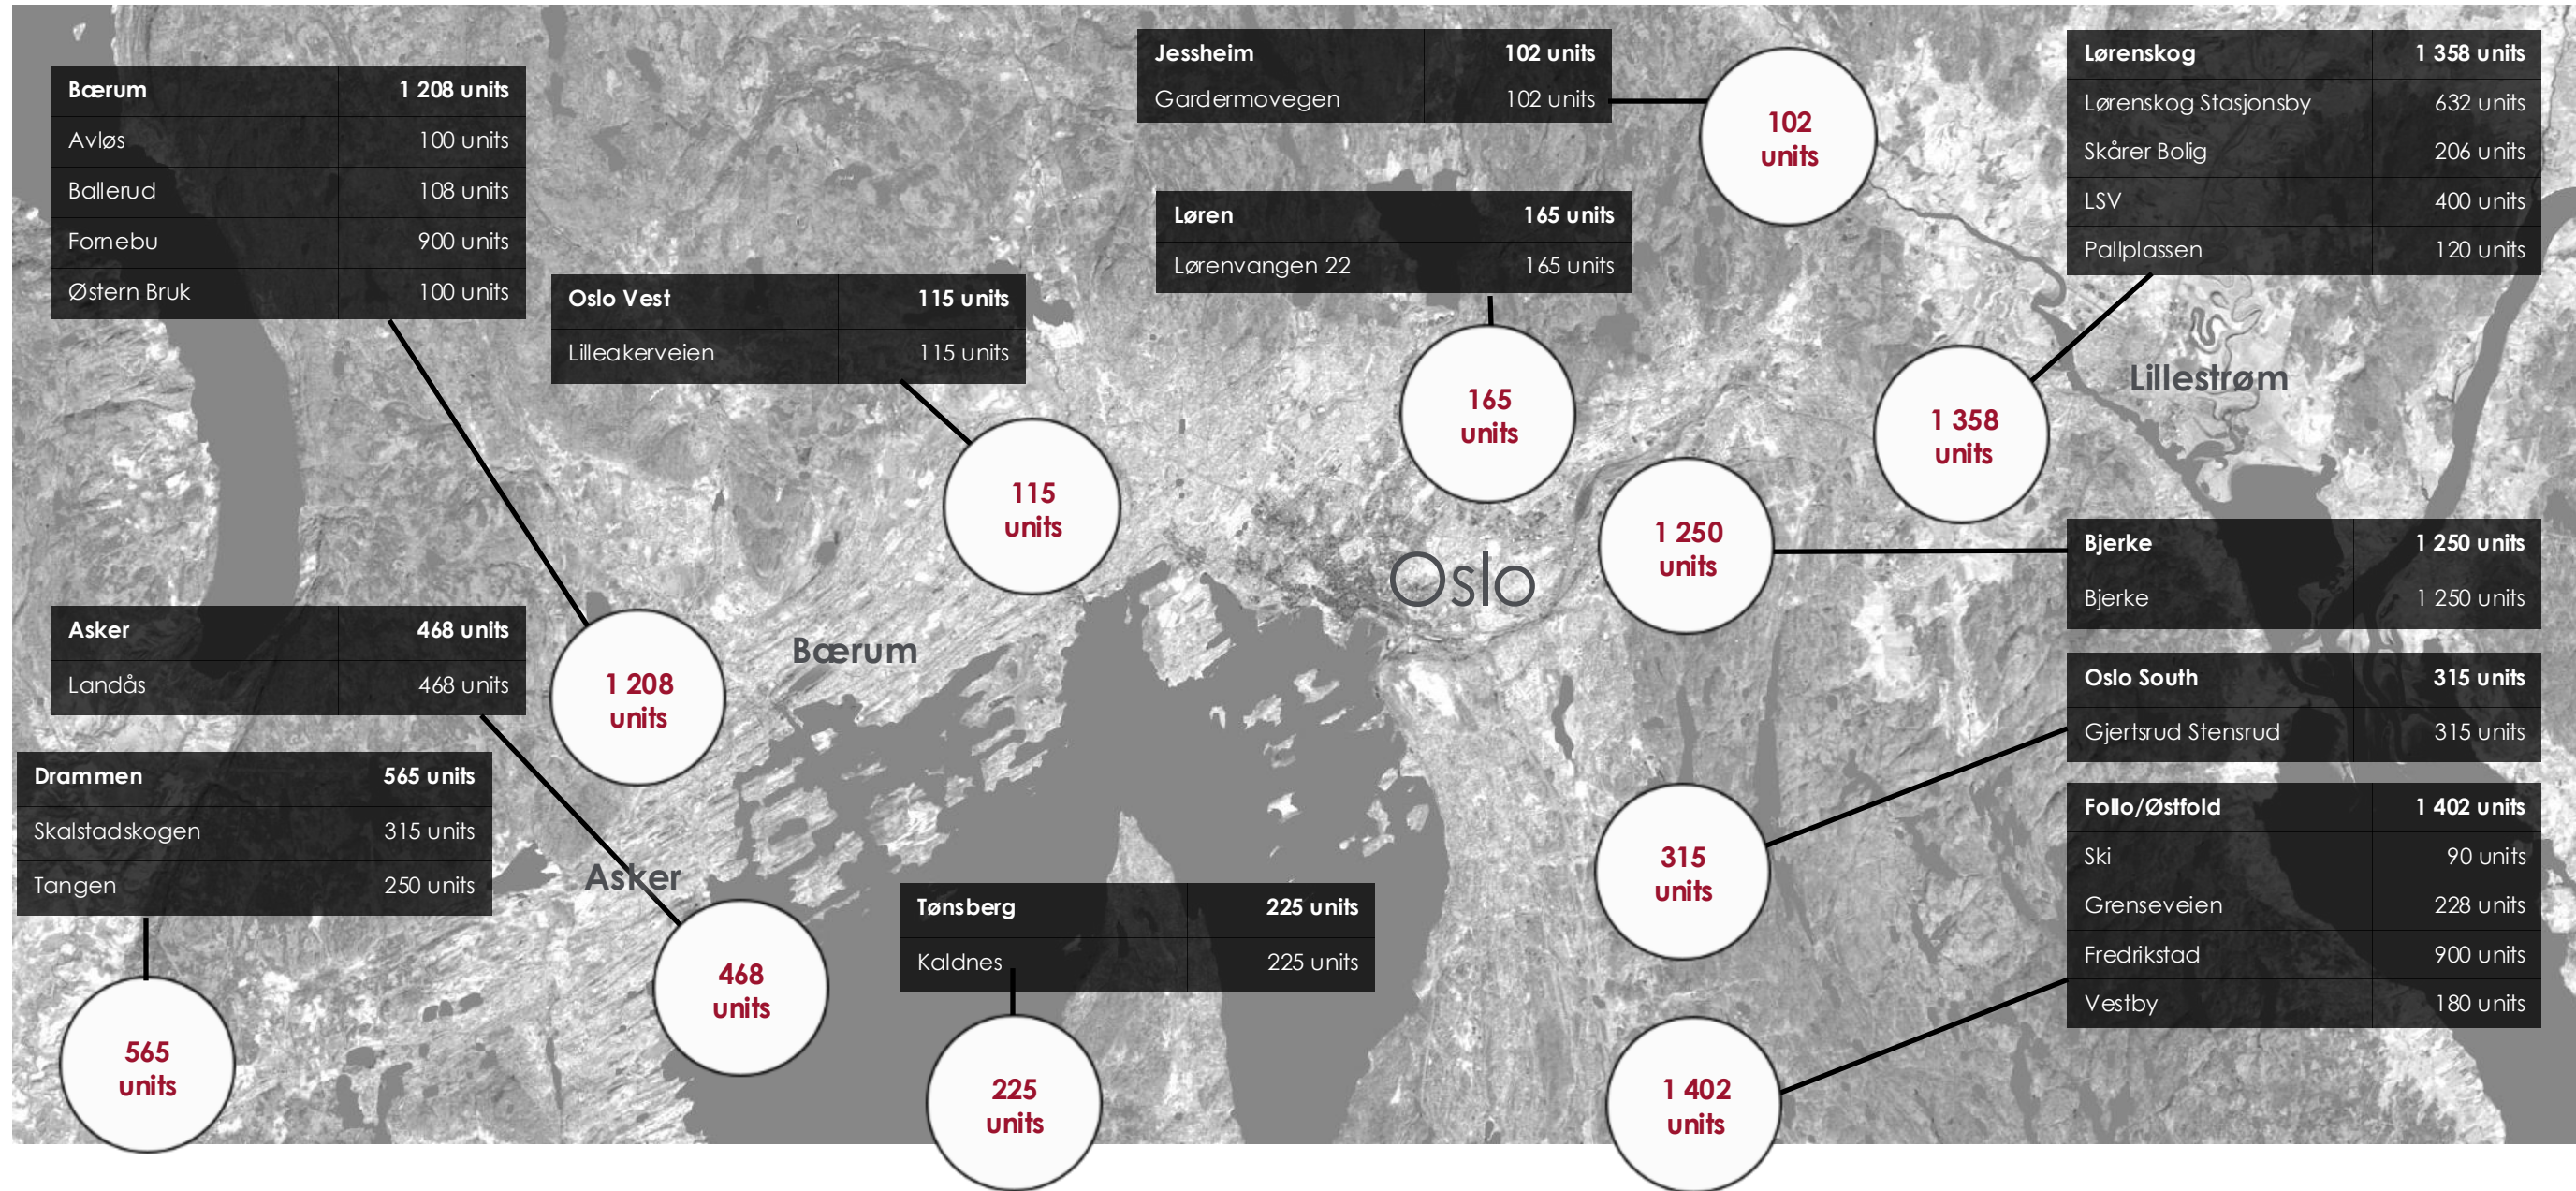 Bærum 1 208 units
Avløs 100 units
Ballerud 108 units
Fornebu 900 units
Østern Bruk 100 units
Oslo Vest 115 units
Lilleakerveien 115 units
Jessheim 102 units
Gardermovegen 102 units
Løren 165 units
Lørenvangen 22 165 units
Lørenskog 1 358 units
Lørenskog Stasjonsby 632 units
Skårer Bolig 206 units
LSV 400 units
Pallplassen 120 units
102
units
165
units
1 358
units
Lillestrøm
115
units
1 250
units
Oslo
Bjerke 1 250 units
Bjerke 1 250 units
Asker 468 units
Landås 468 units
1 208
units
Bærum
Oslo South 315 units
Gjertsrud Stensrud 315 units
Drammen 565 units
Skalstadskogen 315 units
Tangen 250 units
Asker
315
units
Follo/Østfold 1 402 units
Ski 90 units
Grenseveien 228 units
Fredrikstad 900 units
Vestby 180 units
Tønsberg 225 units
Kaldnes 225 units
468
units
565
units
225
units
1 402
units